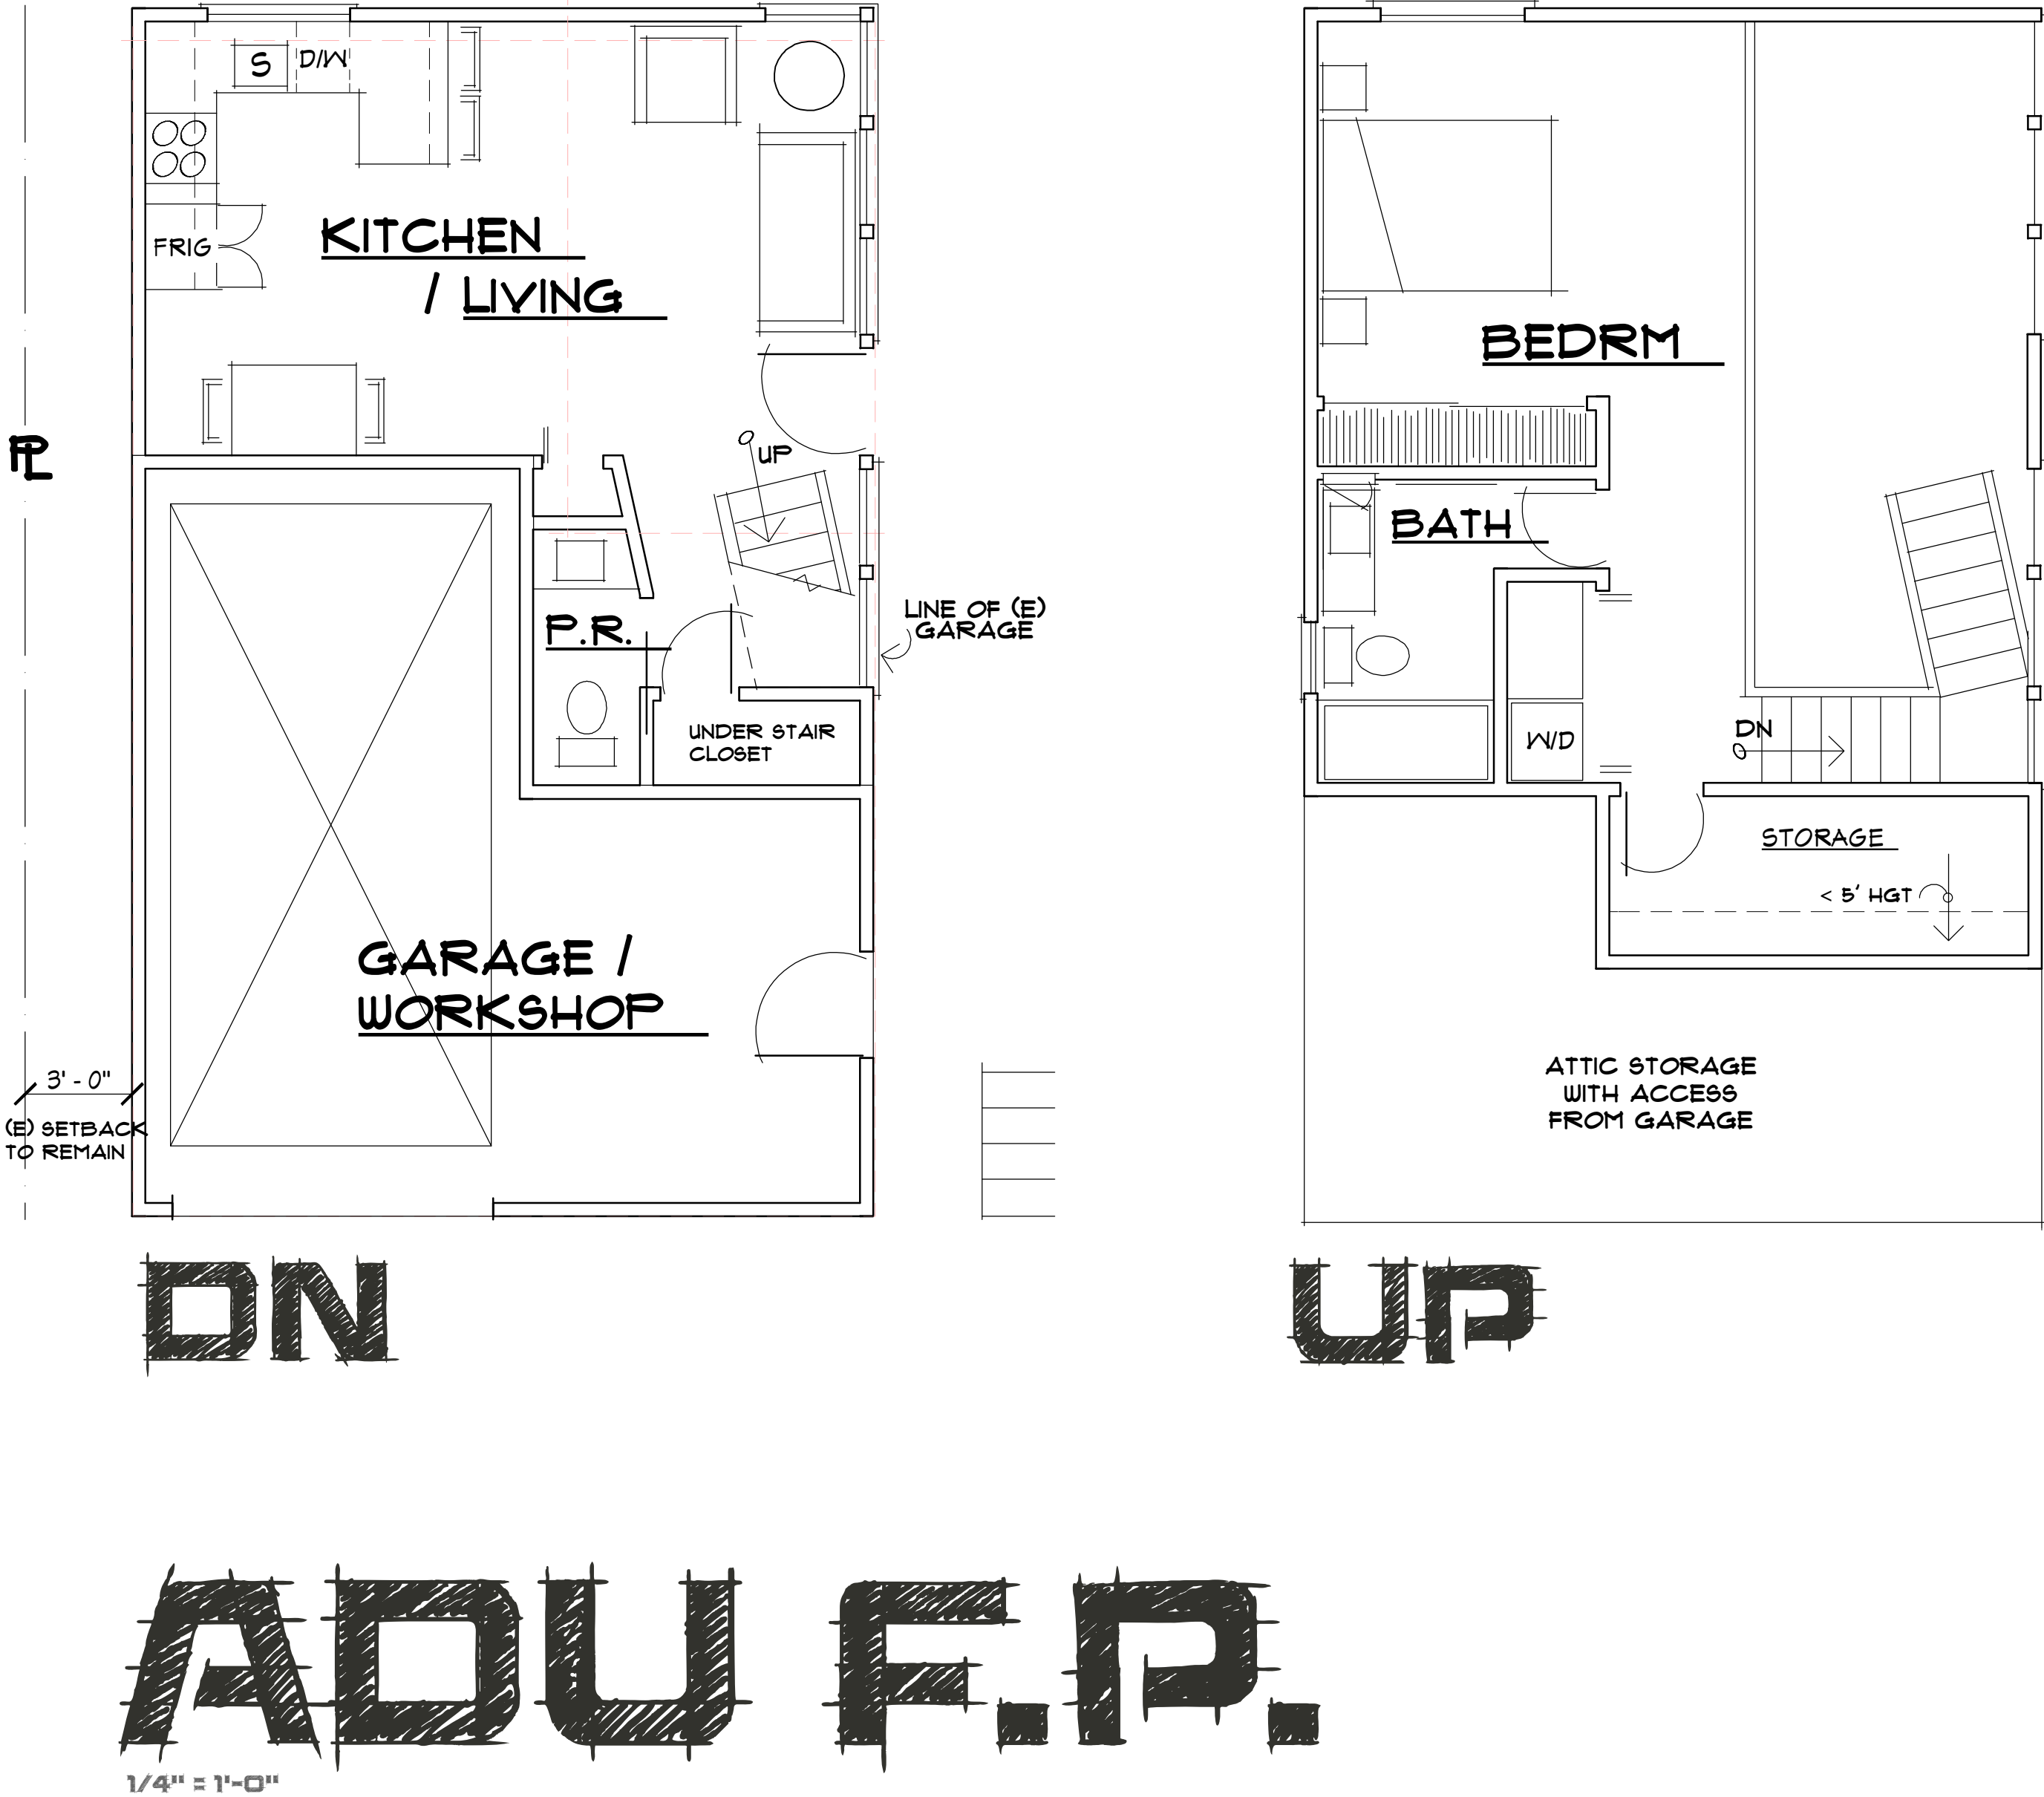 S
D/W
FRIG
KITCHEN
/ LIVING
PL
UP
P.R.
LINE OF (E)
GARAGE
UNDER STAIR
CLOSET
GARAGE /
WORKSHOP
3' - 0"
(E) SETBACK
TO REMAIN
DN
BEDRM
BATH
W/D
DN
STORAGE
< 5' HGT
ATTIC STORAGE
WITH ACCESS
FROM GARAGE
UP
ADU F.P.
1/4" = 1'-0"